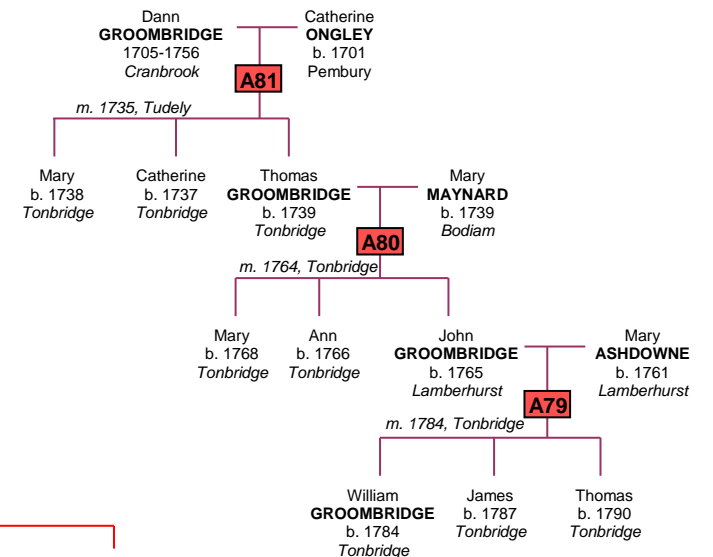 Dann
GROOMBRIDGE
1705-1756
Cranbrook
Catherine
ONGLEY
b. 1701
Pembury
A81
m. 1735, Tudely
Mary
b. 1738
Tonbridge
Catherine
b. 1737
Tonbridge
Thomas
GROOMBRIDGE
b. 1739
Tonbridge
Mary
MAYNARD
b. 1739
Bodiam
A80
m. 1764, Tonbridge
Mary
b. 1768
Tonbridge
Ann
b. 1766
Tonbridge
John
GROOMBRIDGE
b. 1765
Lamberhurst
Mary
ASHDOWNE
b. 1761
Lamberhurst
A79
m. 1784, Tonbridge
William
GROOMBRIDGE
b. 1784
Tonbridge
James
b. 1787
Tonbridge
Thomas
b. 1790
Tonbridge